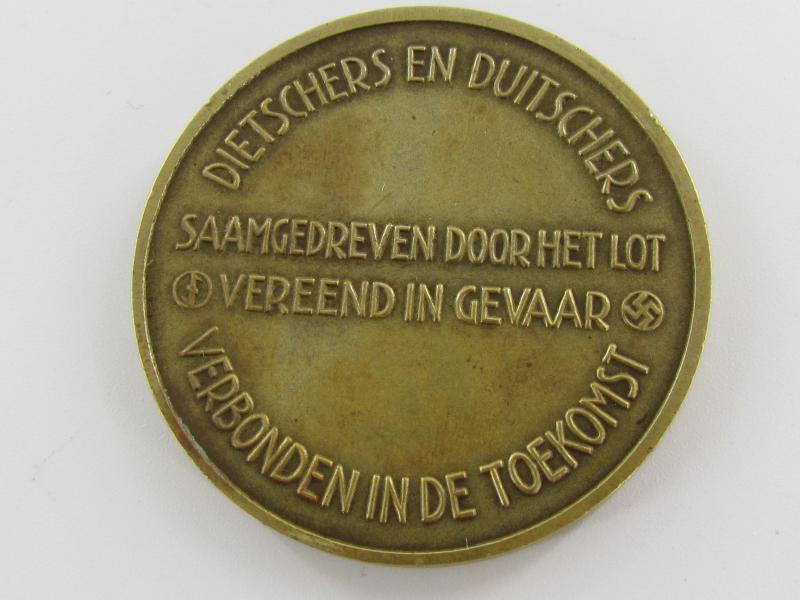 DIETSCHERS EN DUITSCHERS
SAAMGEDREVEN DOOR HET LOT
VEREEND IN GEVAAR
VERBONDEN IN DE TOEKOMST